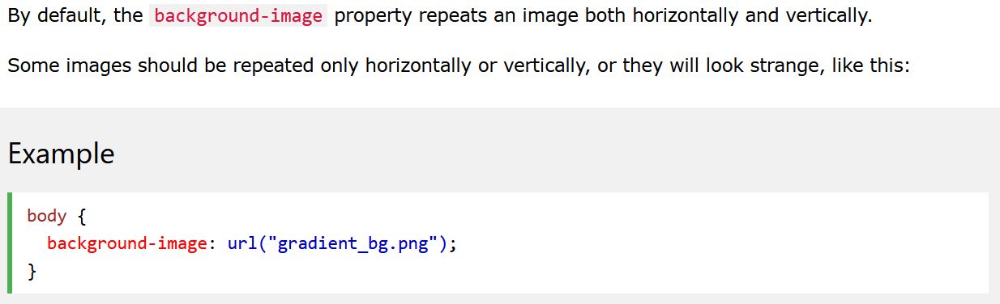 By default, the background-image property repeats an image both horizontally and vertically.
Some images should be repeated only horizontally or vertically, or they will look strange, like this:
Example
body {
  background-image: url("gradient_bg.png");
}